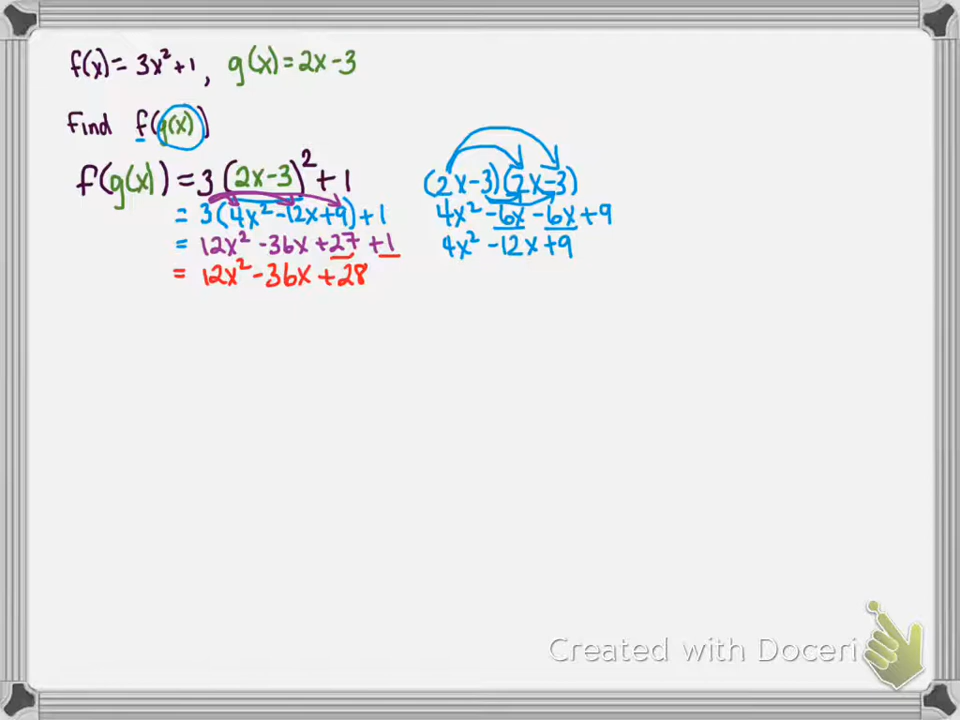 f(x) = 3x² + 1, g(x) = 2x - 3
Find f(g(x))
f(g(x)) = 3(2x - 3)² + 1
(2x - 3)(2x - 3)
= 3(4x² - 12x + 9) + 1
4x² - 6x - 6x + 9
= 12x² - 36x + 27 + 1
4x² - 12x + 9
= 12x² - 36x + 28
Created with Doceri